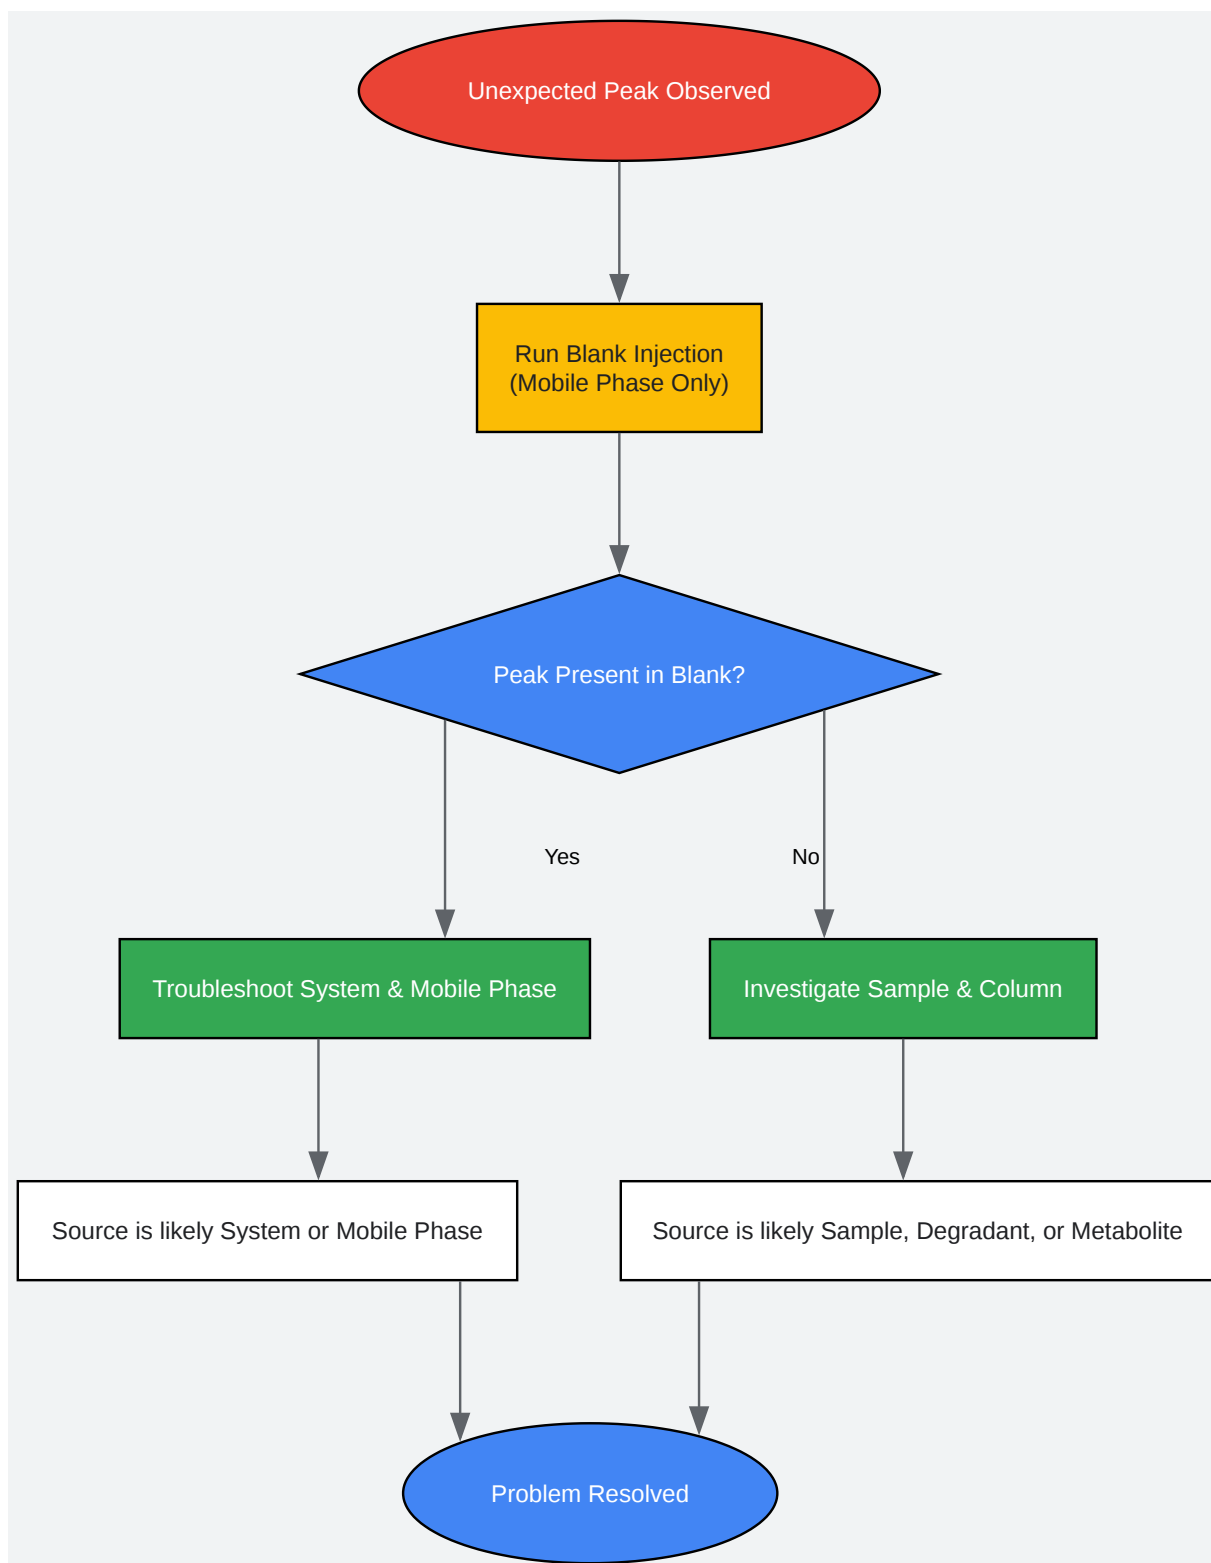 Unexpected Peak Observed
Run Blank Injection
(Mobile Phase Only)
Peak Present in Blank?
Yes
No
Troubleshoot System & Mobile Phase
Investigate Sample & Column
Source is likely System or Mobile Phase
Source is likely Sample, Degradant, or Metabolite
Problem Resolved